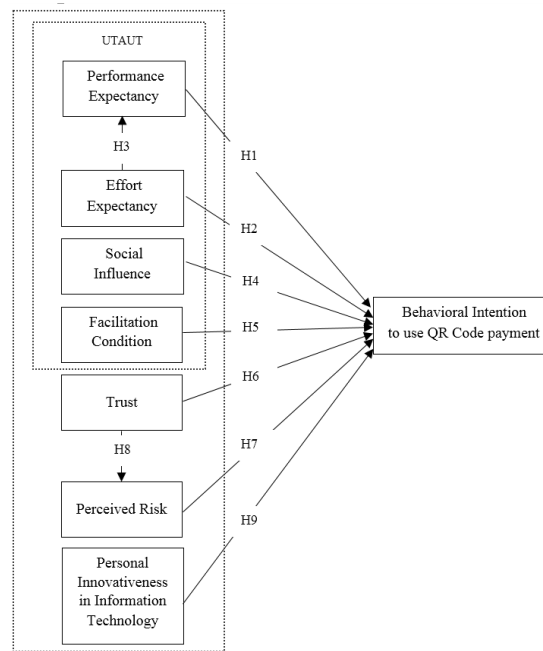 UTAUT
Performance
Expectancy
H1
H3
Effort
Expectancy
H2
Social
Influence
H4
Facilitation
Condition
H5
Behavioral Intention
to use QR Code payment
H6
Trust
H8
H7
Perceived Risk
H9
Personal
Innovativeness
in Information
Technology